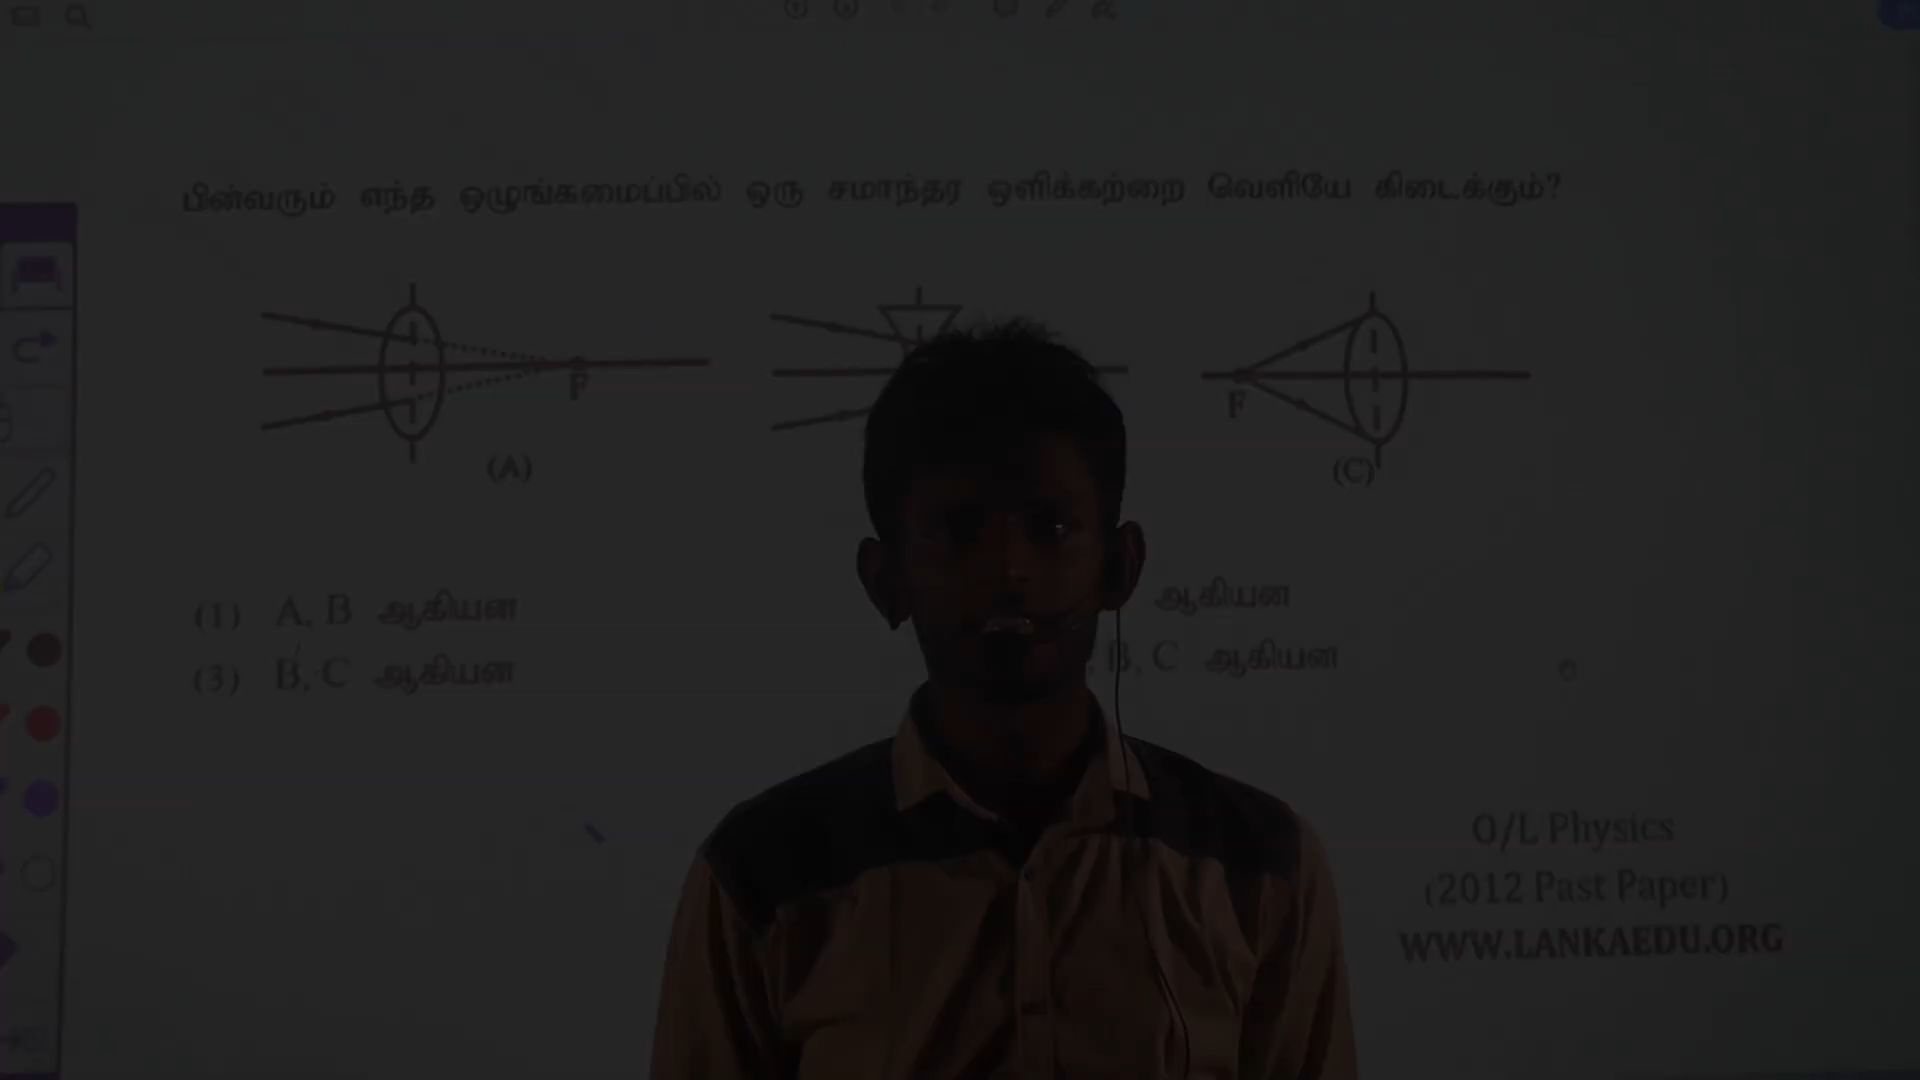 பின்வரும் எந்த ஒழுங்கமைப்பில் ஒரு சமாந்தர ஒளிக்கற்றை வெளியே கிடைக்கும்?
F
F
(A)
(C)
(1) A, B ஆகியன
ஆகியன
(3) B, C ஆகியன
B, C ஆகியன
O/L Physics
(2012 Past Paper)
WWW.LANKAEDU.ORG